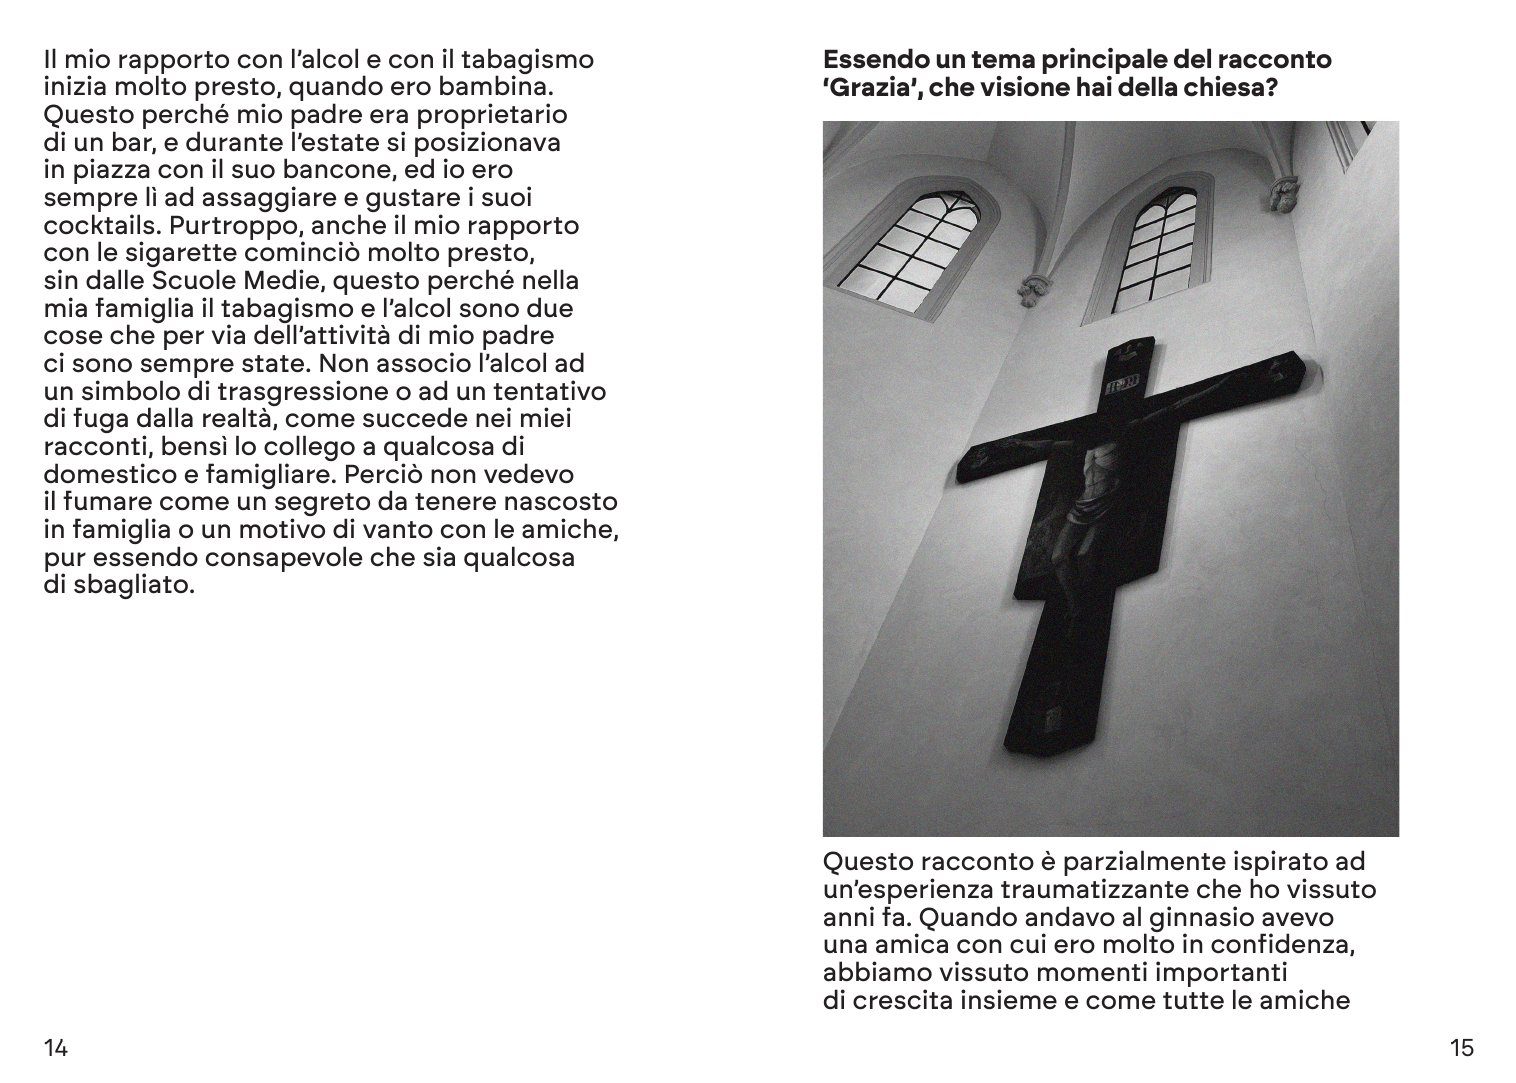 Il mio rapporto con l’alcol e con il tabagismo
inizia molto presto, quando ero bambina.
Questo perché mio padre era proprietario
di un bar, e durante l’estate si posizionava
in piazza con il suo bancone, ed io ero
sempre lì ad assaggiare e gustare i suoi
cocktails. Purtroppo, anche il mio rapporto
con le sigarette cominciò molto presto,
sin dalle Scuole Medie, questo perché nella
mia famiglia il tabagismo e l’alcol sono due
cose che per via dell’attività di mio padre
ci sono sempre state. Non associo l’alcol ad
un simbolo di trasgressione o ad un tentativo
di fuga dalla realtà, come succede nei miei
racconti, bensì lo collego a qualcosa di
domestico e famigliare. Perciò non vedevo
il fumare come un segreto da tenere nascosto
in famiglia o un motivo di vanto con le amiche,
pur essendo consapevole che sia qualcosa
di sbagliato.
14
Essendo un tema principale del racconto
‘Grazia’, che visione hai della chiesa?
Questo racconto è parzialmente ispirato ad
un’esperienza traumatizzante che ho vissuto
anni fa. Quando andavo al ginnasio avevo
una amica con cui ero molto in confidenza,
abbiamo vissuto momenti importanti
di crescita insieme e come tutte le amiche
15